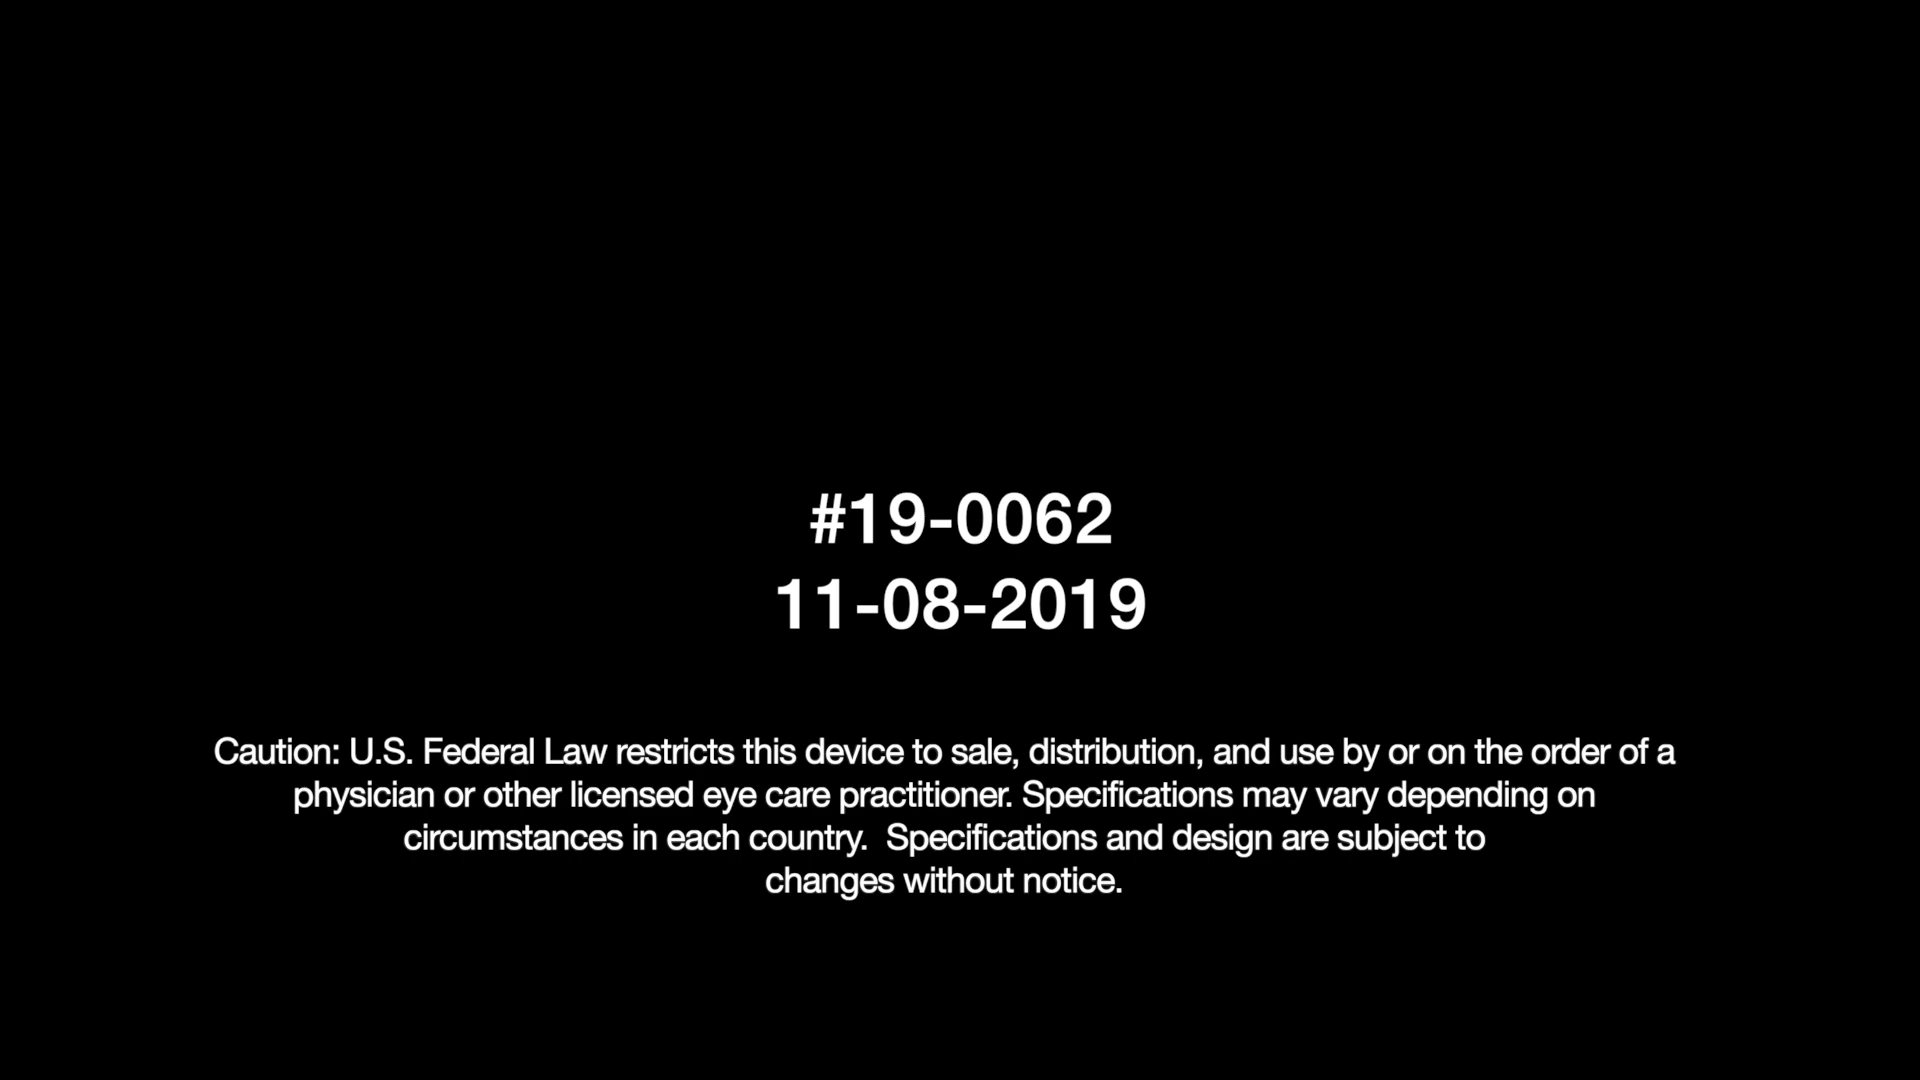 #19-0062
11-08-2019
Caution: U.S. Federal Law restricts this device to sale, distribution, and use by or on the order of a
physician or other licensed eye care practitioner. Specifications may vary depending on
circumstances in each country.  Specifications and design are subject to
changes without notice.